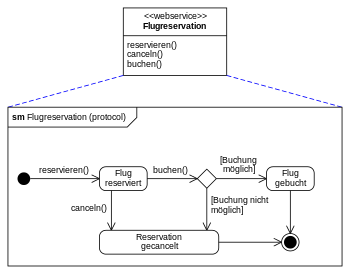 <<webservice>>
Flugreservation
reservieren()
canceln()
buchen()
sm Flugreservation (protocol)
reservieren()
Flug
reserviert
buchen()
[Buchung
möglich]
Flug
gebucht
canceln()
[Buchung nicht
möglich]
Reservation
gecancelt